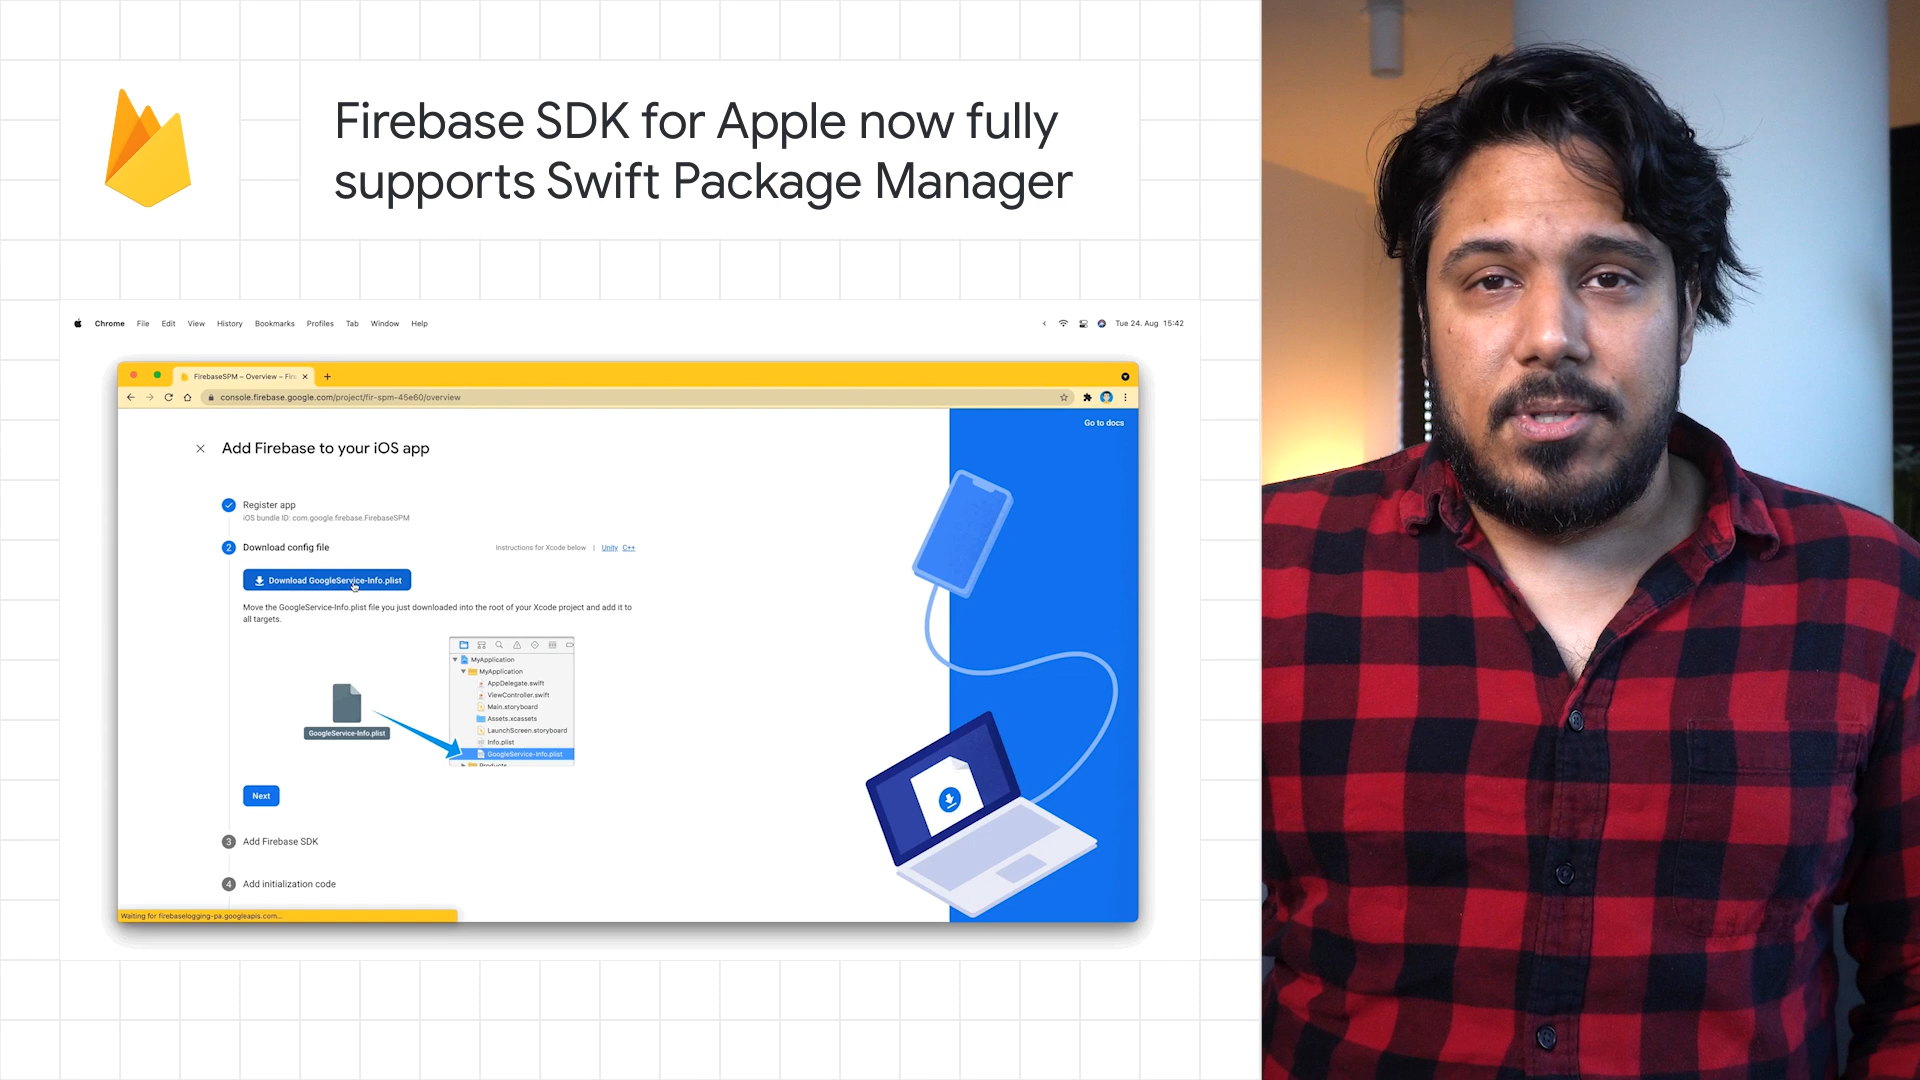 Firebase SDK for Apple now fully
supports Swift Package Manager
Chrome File Edit View History Bookmarks Profiles Tab Window Help
Tue 24. Aug 15:42
FirebaseSPM – Overview – Fire
console.firebase.google.com/project/fir-spm-45e60/overview
Go to docs
Add Firebase to your iOS app
Register app
iOS bundle ID: com.google.firebase.FirebaseSPM
2 Download config file
Instructions for Xcode below | Unity C++
Download GoogleService-Info.plist
Move the GoogleService-Info.plist file you just downloaded into the root of your Xcode project and add it to
all targets.
MyApplication
MyApplication
AppDelegate.swift
ViewController.swift
Main.storyboard
Assets.xcassets
LaunchScreen.storyboard
Info.plist
GoogleService-Info.plist
Products
GoogleService-Info.plist
Next
3 Add Firebase SDK
4 Add initialization code
Waiting for firebaselogging-pa.googleapis.com...